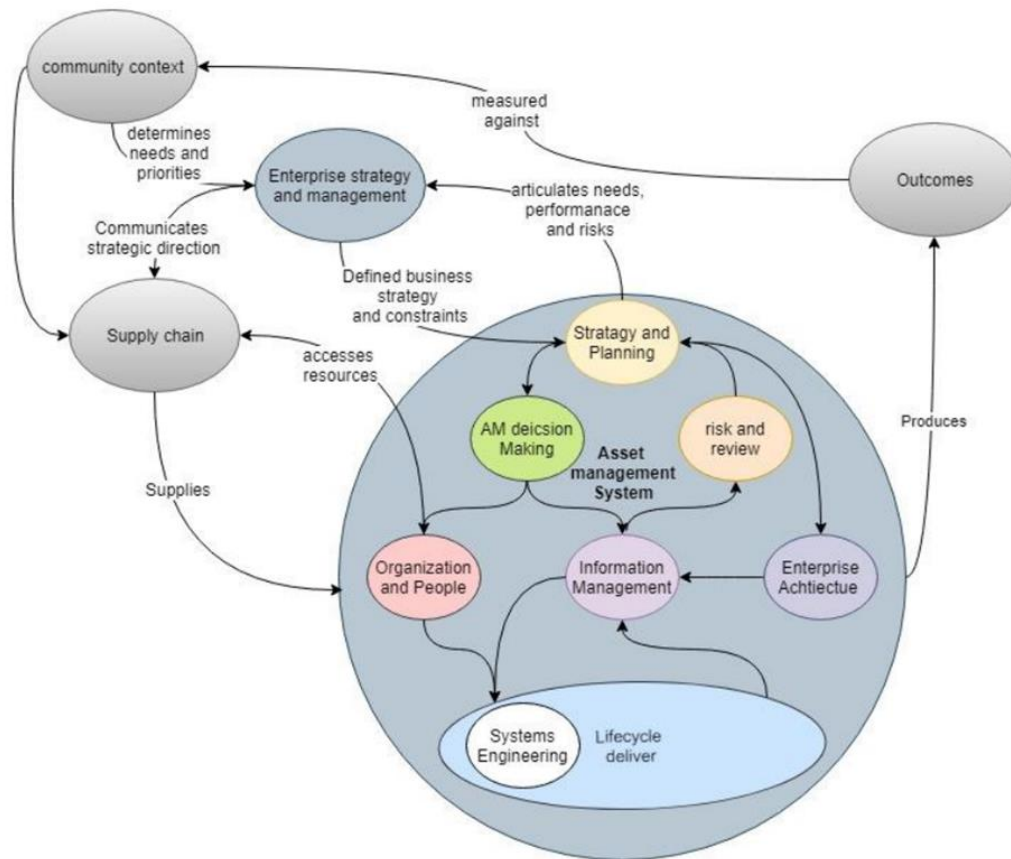 community context
measured
against
determines
needs and
priorities
Enterprise strategy
and management
articulates needs,
performanace
and risks
Outcomes
Communicates
strategic direction
Defined business
strategy
and constraints
Supply chain
accesses
resources
Stratagy and
Planning
AM deicsion
Making
risk and
review
Asset
management
System
Produces
Supplies
Organization
and People
Information
Management
Enterprise
Achtiectue
Systems
Engineering
Lifecycle
deliver